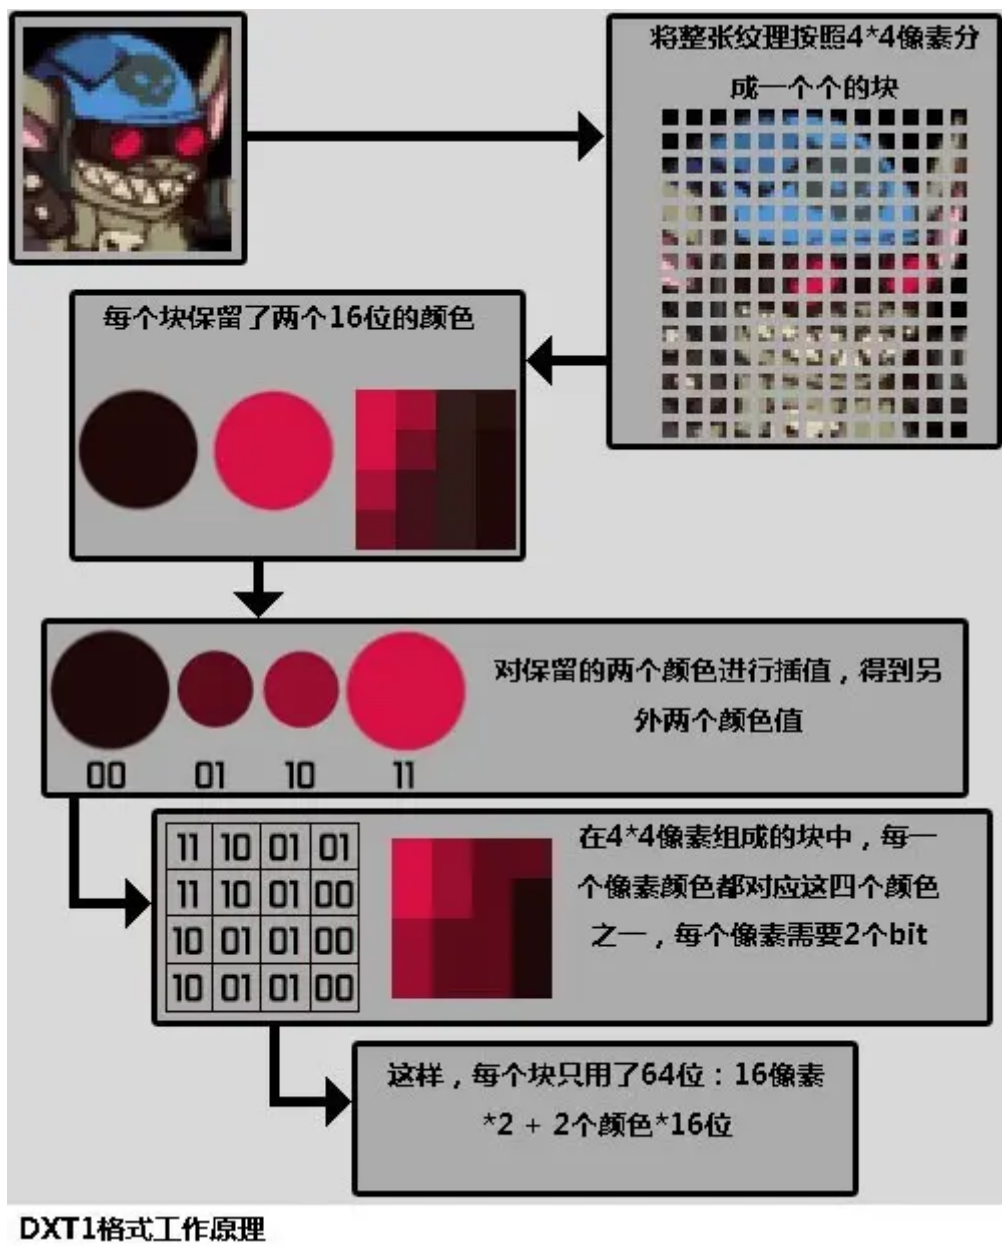 将整张纹理按照4*4像素分
成一个个的块
每个块保留了两个16位的颜色
对保留的两个颜色进行插值，得到另
外两个颜色值
00 01 10 11
11 10 01 01
11 10 01 00
10 01 01 00
10 01 01 00
在4*4像素组成的块中，每一
个像素颜色都对应这四个颜色
之一，每个像素需要2个bit
这样，每个块只用了64位：16像素
*2 + 2个颜色*16位
DXT1格式工作原理